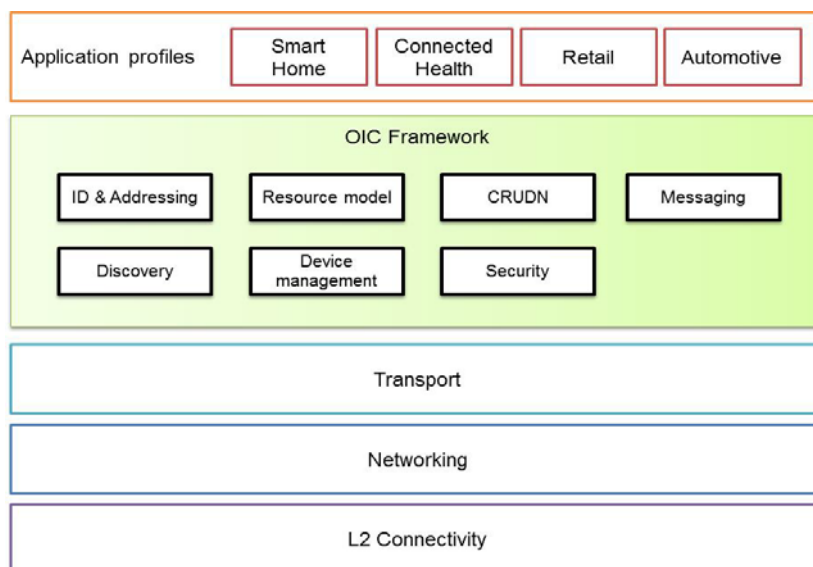 Application profiles
Smart
Home
Connected
Health
Retail
Automotive
OIC Framework
ID & Addressing
Resource model
CRUDN
Messaging
Discovery
Device
management
Security
Transport
Networking
L2 Connectivity